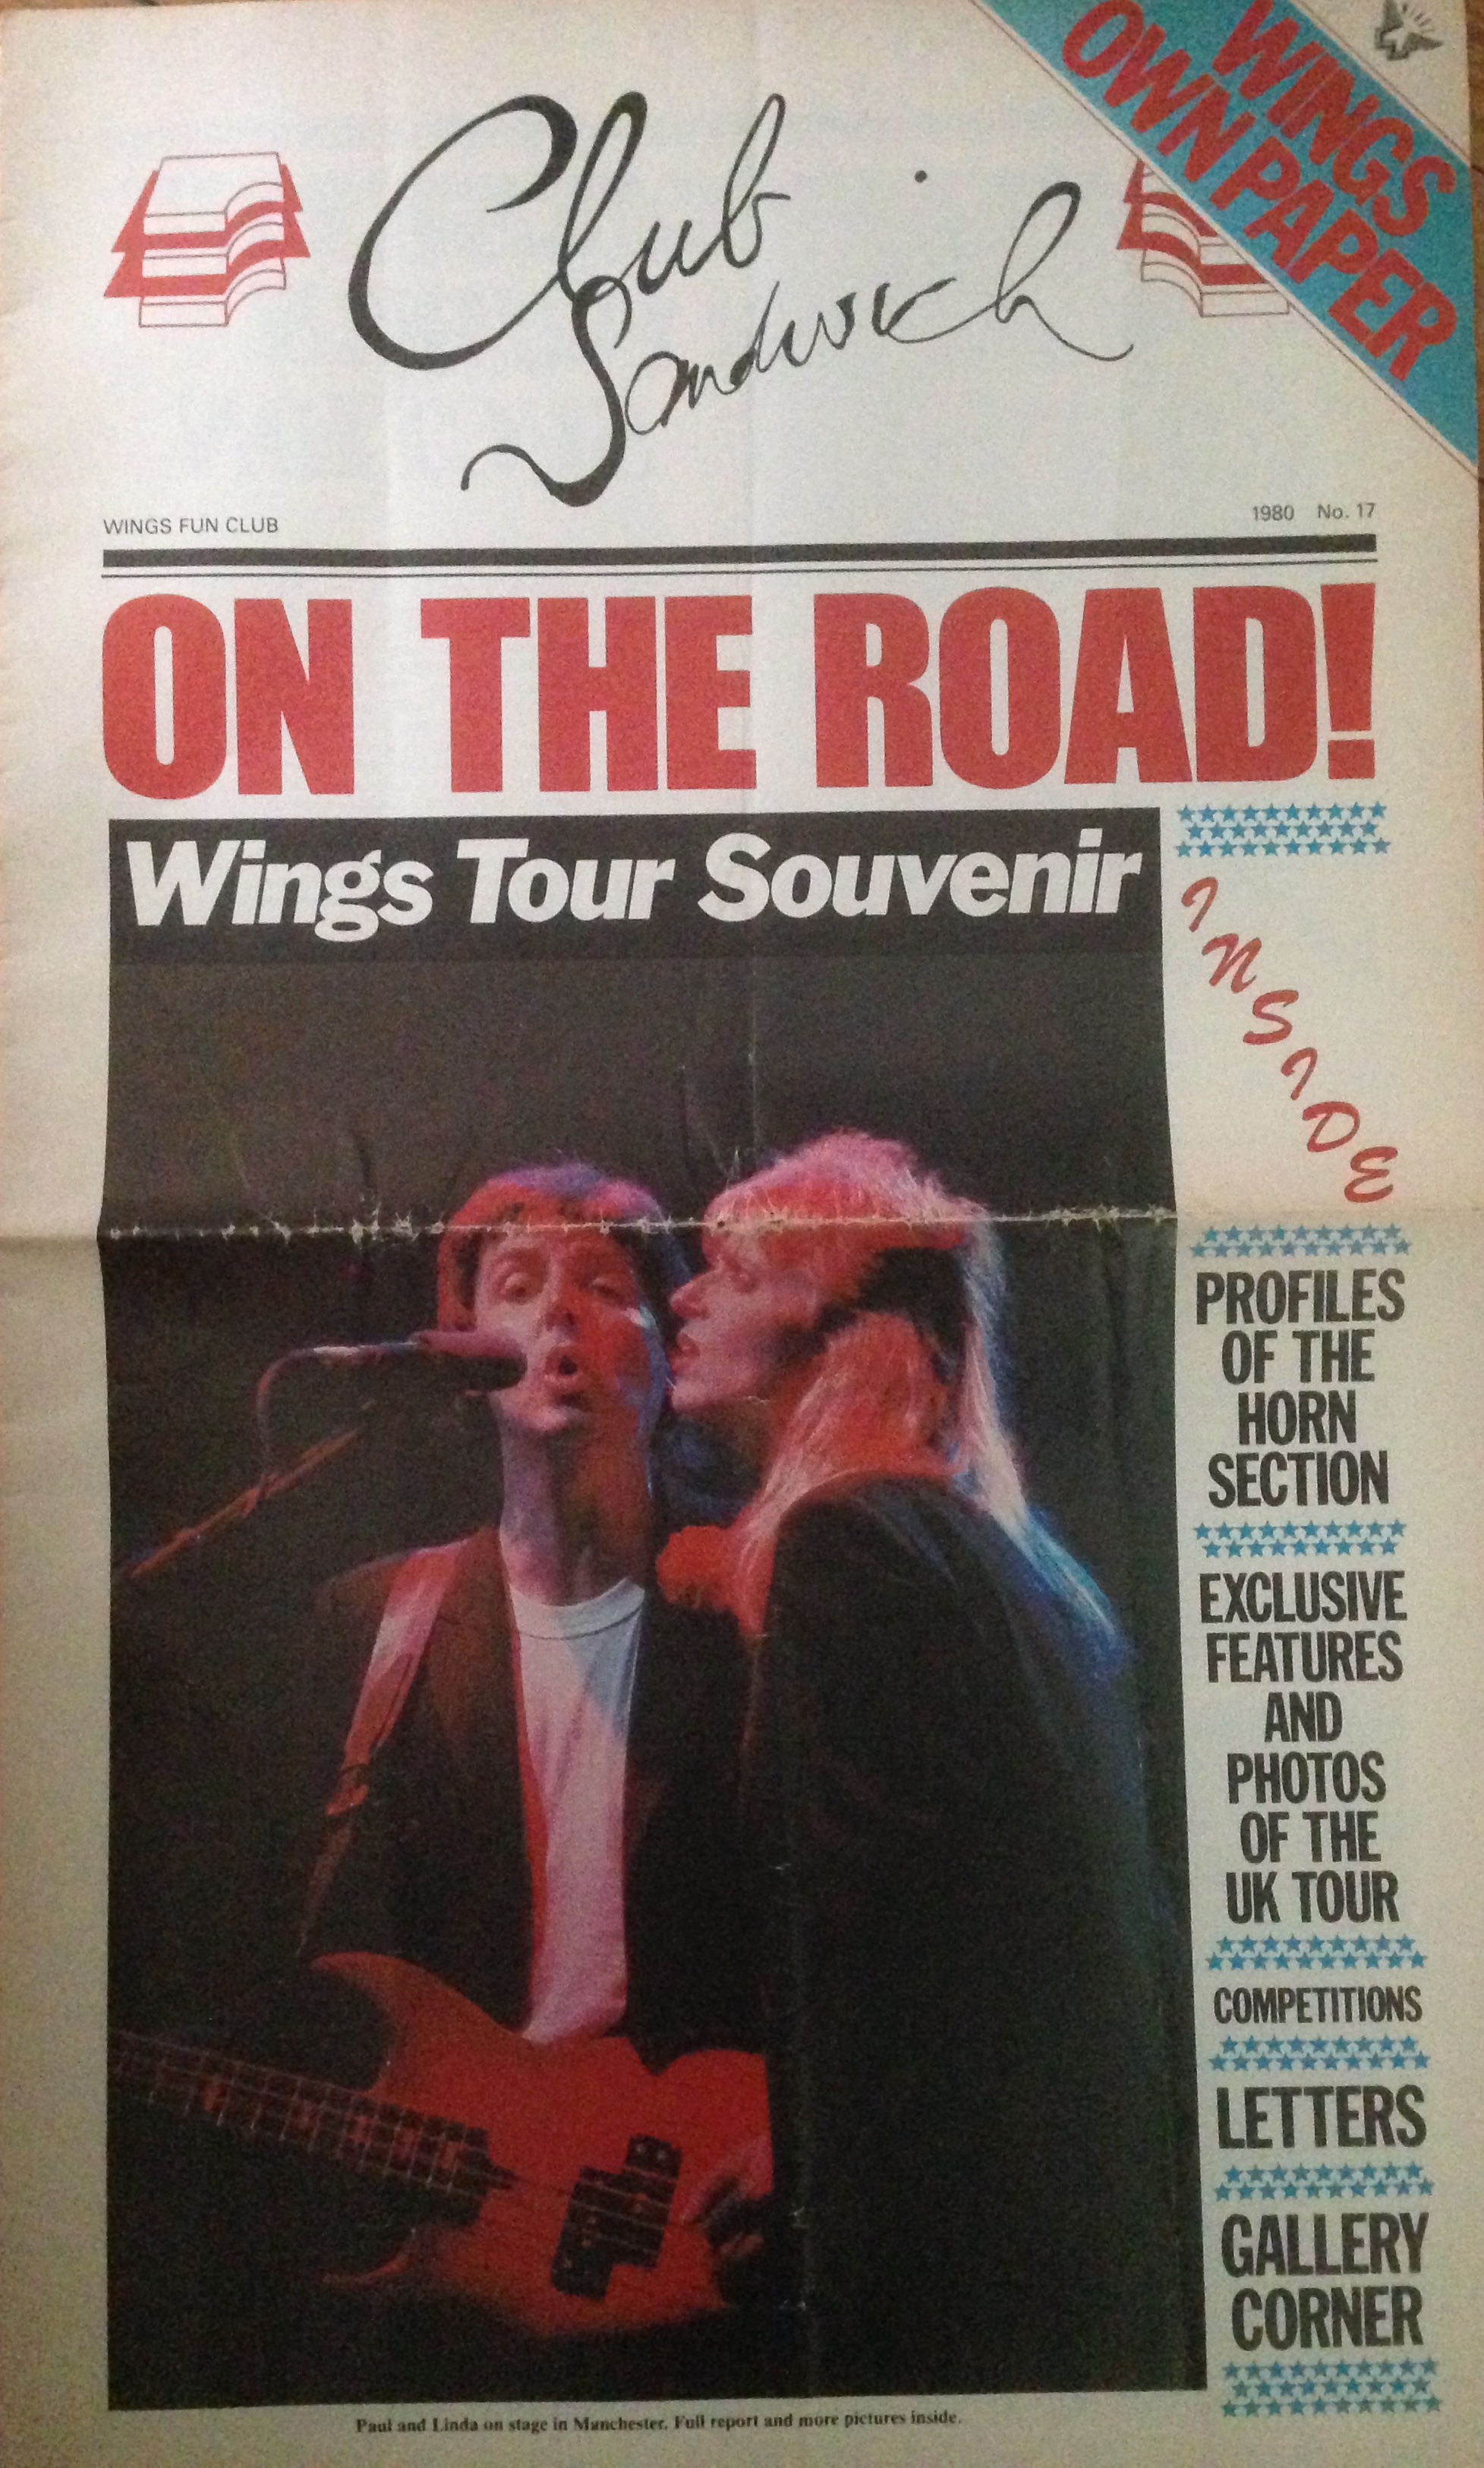 WINGS
OWN PAPER
Club
Sandwich
WINGS FUN CLUB
1980 No. 17
ON THE ROAD!
Wings Tour Souvenir
INSIDE
PROFILES
OF THE
HORN
SECTION
EXCLUSIVE
FEATURES
AND
PHOTOS
OF THE
UK TOUR
COMPETITIONS
LETTERS
GALLERY
CORNER
Paul and Linda on stage in Manchester. Full report and more pictures inside.